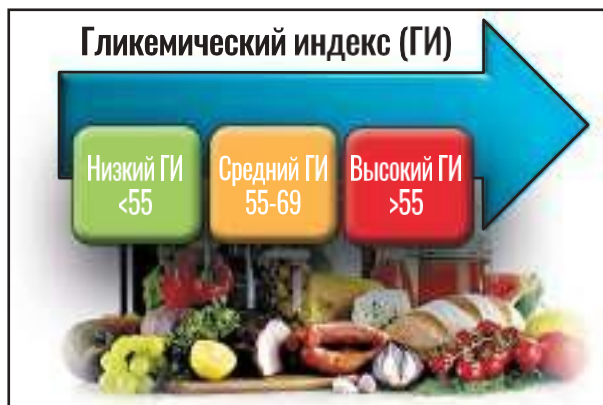 Гликемический индекс (ГИ)
Низкий ГИ
<55
Средний ГИ
55-69
Высокий ГИ
>55